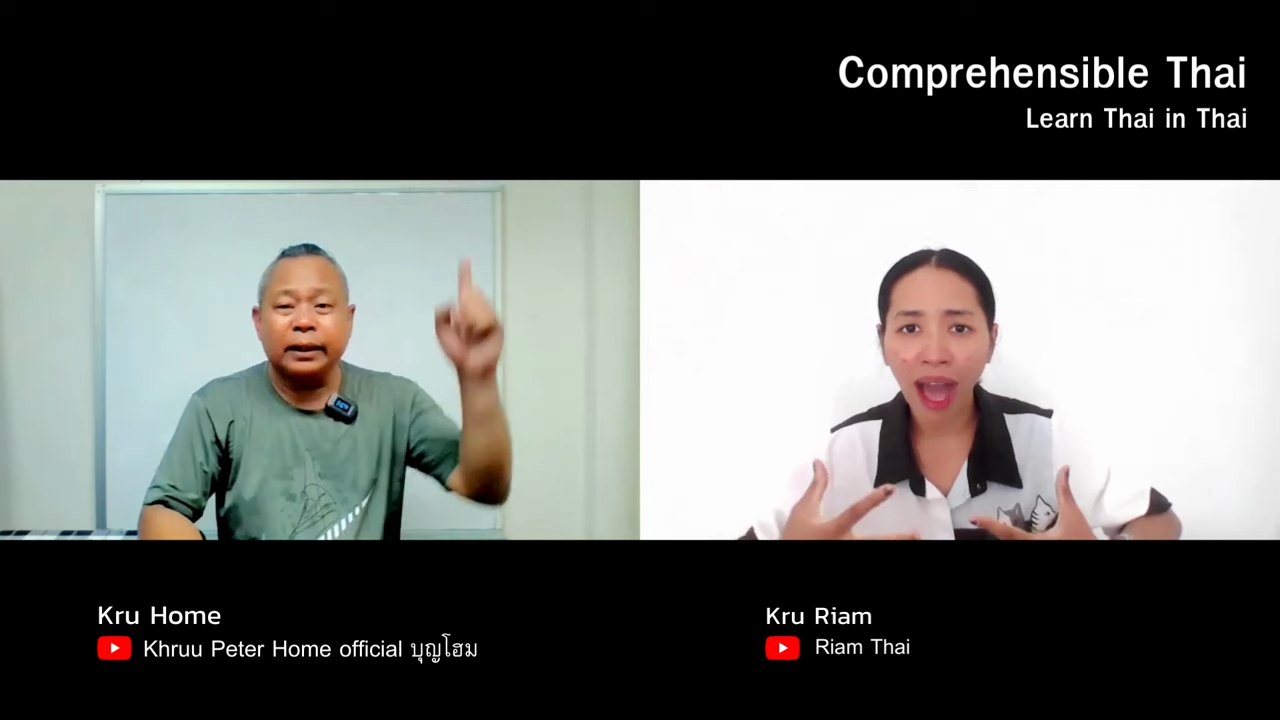 Comprehensible Thai
Learn Thai in Thai
Kru Home
Khruu Peter Home official บุญโฮม
Kru Riam
Riam Thai